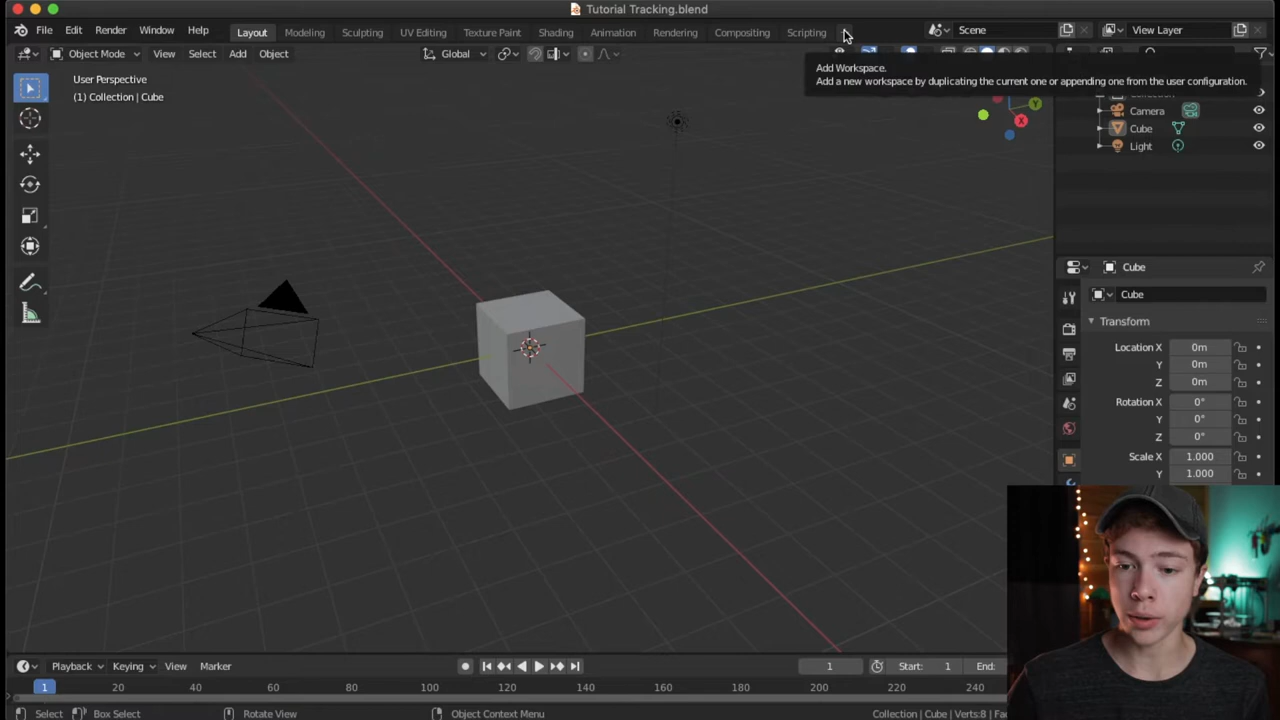 Tutorial Tracking.blend
File Edit Render Window Help Layout Modeling Sculpting UV Editing Texture Paint Shading Animation Rendering Compositing Scripting Scene View Layer
Object Mode View Select Add Object Global
Add Workspace.
Add a new workspace by duplicating the current one or appending one from the user configuration.
User Perspective
(1) Collection | Cube
Y
X
Camera
Cube
Light
Cube
Cube
Transform
Location X 0m
Y 0m
Z 0m
Rotation X 0°
Y 0°
Z 0°
Scale X 1.000
Y 1.000
Playback Keying View Marker 1 Start: 1 End:
1 20 40 60 80 100 120 140 160 180 200 220 240
Select Box Select Rotate View Object Context Menu Collection | Cube | Verts:8 |